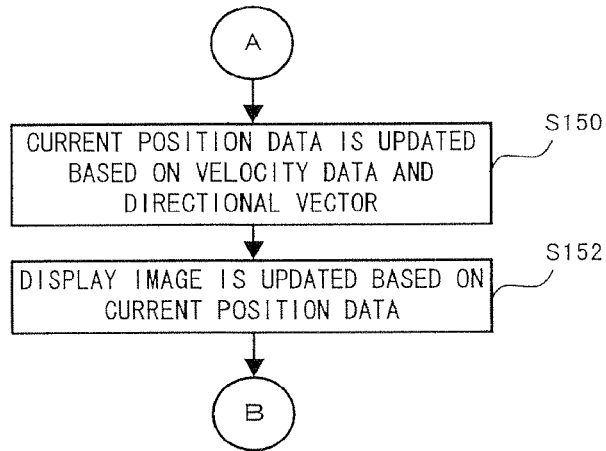 A
CURRENT POSITION DATA IS UPDATED
BASED ON VELOCITY DATA AND
DIRECTIONAL VECTOR
S150
DISPLAY IMAGE IS UPDATED BASED ON
CURRENT POSITION DATA
S152
B